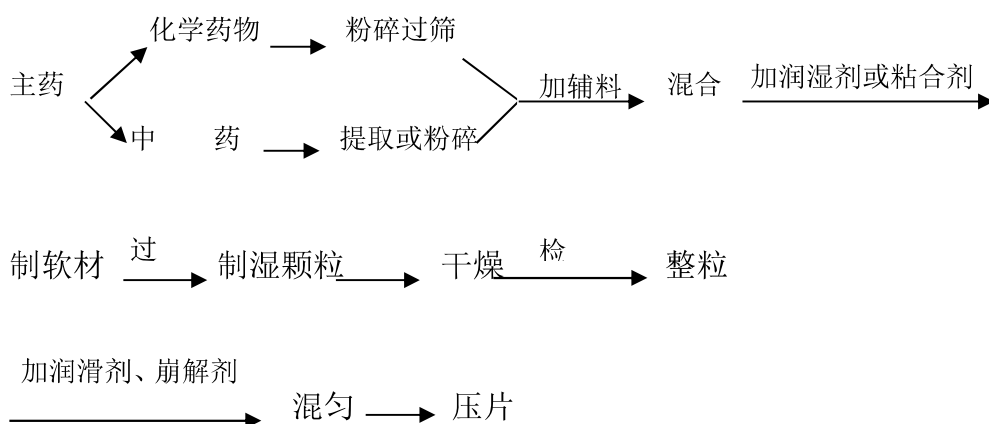 化学药物 粉碎过筛
主药 加辅料 混合 加润湿剂或粘合剂
中 药 提取或粉碎
制软材 过 制湿颗粒 干燥 检 整粒
加润滑剂、崩解剂
混匀 压片